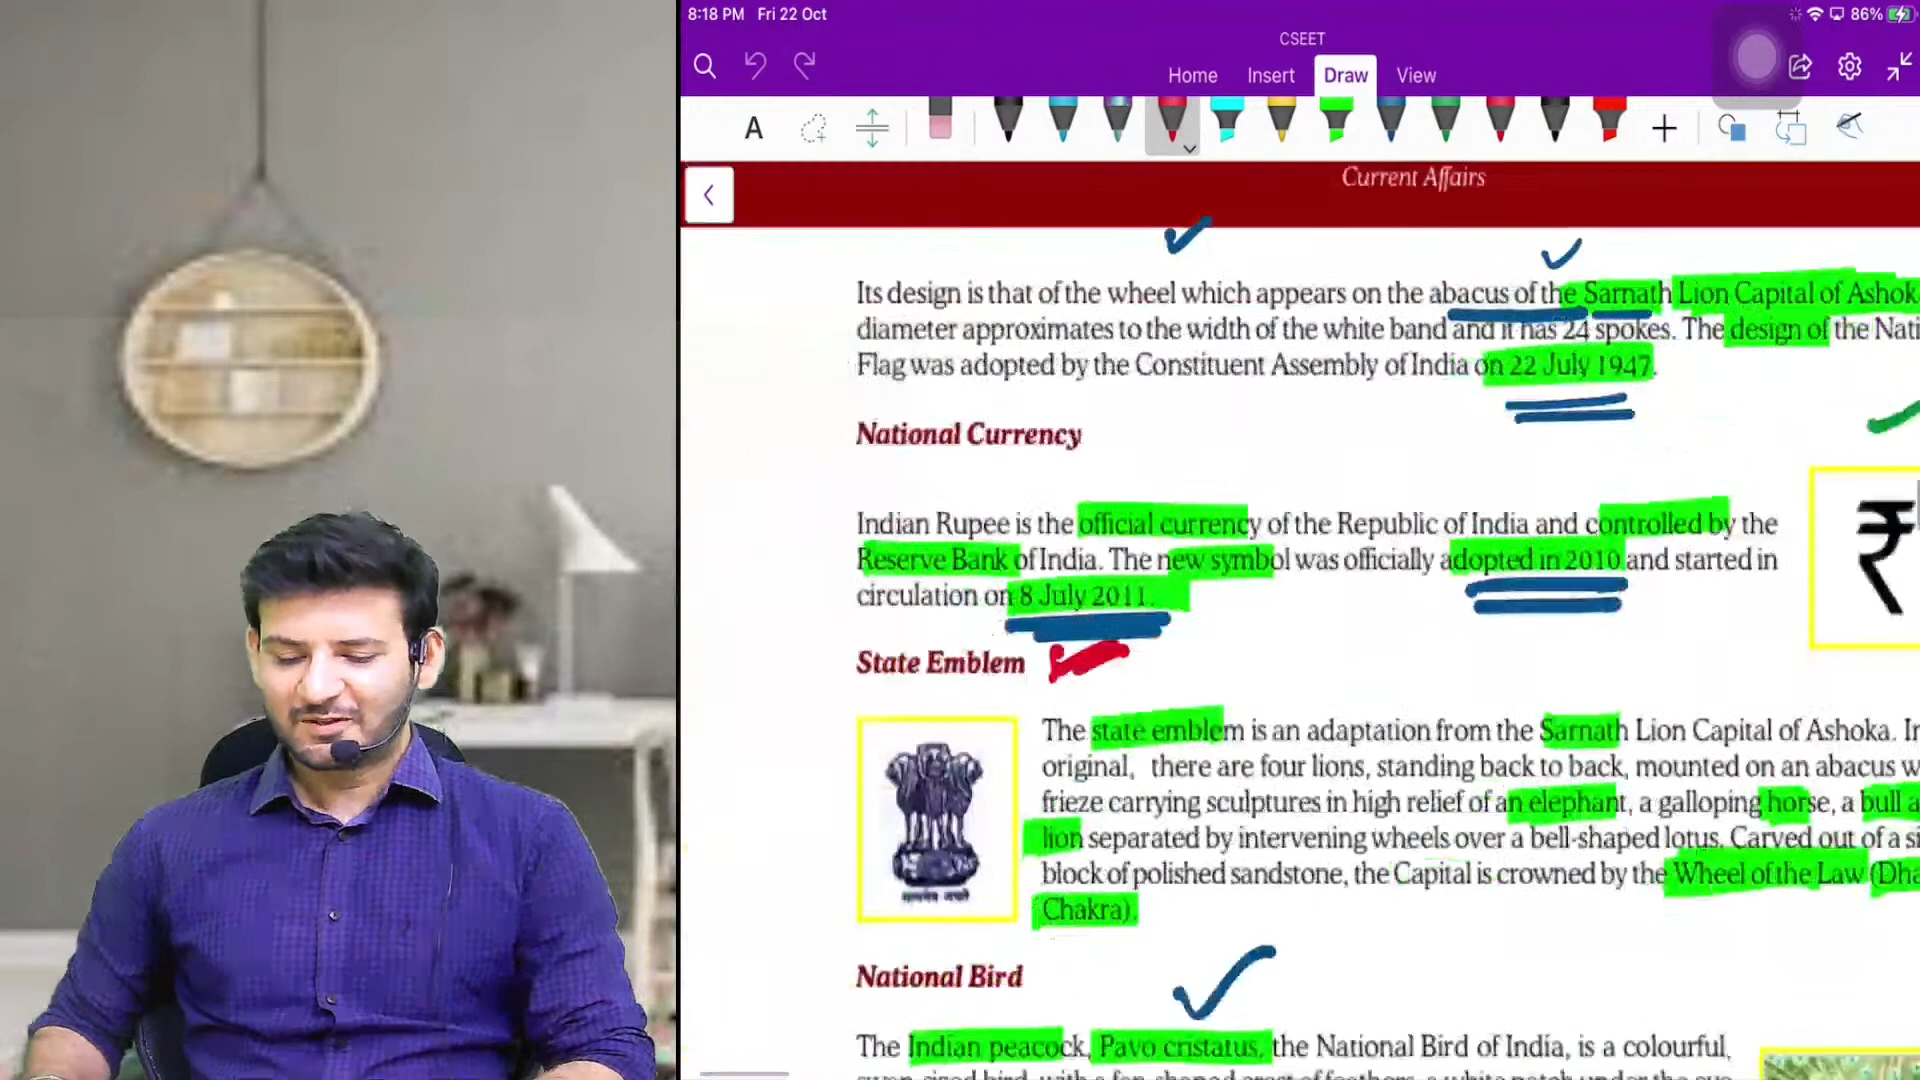 8:18 PM Fri 22 Oct
86%
CSEET
Home Insert Draw View
A
Current Affairs
Its design is that of the wheel which appears on the abacus of the Sarnath Lion Capital of Ashok
diameter approximates to the width of the white band and it has 24 spokes. The design of the Nati
Flag was adopted by the Constituent Assembly of India on 22 July 1947.
National Currency
Indian Rupee is the official currency of the Republic of India and controlled by the
Reserve Bank of India. The new symbol was officially adopted in 2010 and started in
circulation on 8 July 2011.
₹
State Emblem
The state emblem is an adaptation from the Sarnath Lion Capital of Ashoka. In
original, there are four lions, standing back to back, mounted on an abacus w
frieze carrying sculptures in high relief of an elephant, a galloping horse, a bull a
lion separated by intervening wheels over a bell-shaped lotus. Carved out of a si
block of polished sandstone, the Capital is crowned by the Wheel of the Law (Dha
Chakra).
National Bird
The Indian peacock, Pavo cristatus, the National Bird of India, is a colourful,